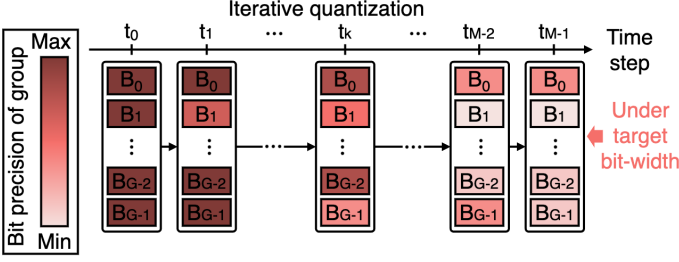 Iterative quantization
t0 t1 ... tk ... tM-2 tM-1
Time
step
Max
Bit precision of group
Min
B0 B0 B0 B0 B0
B1 B1 B1 B1 B1
BG-2 BG-2 BG-2 BG-2 BG-2
BG-1 BG-1 BG-1 BG-1 BG-1
Under
target
bit-width